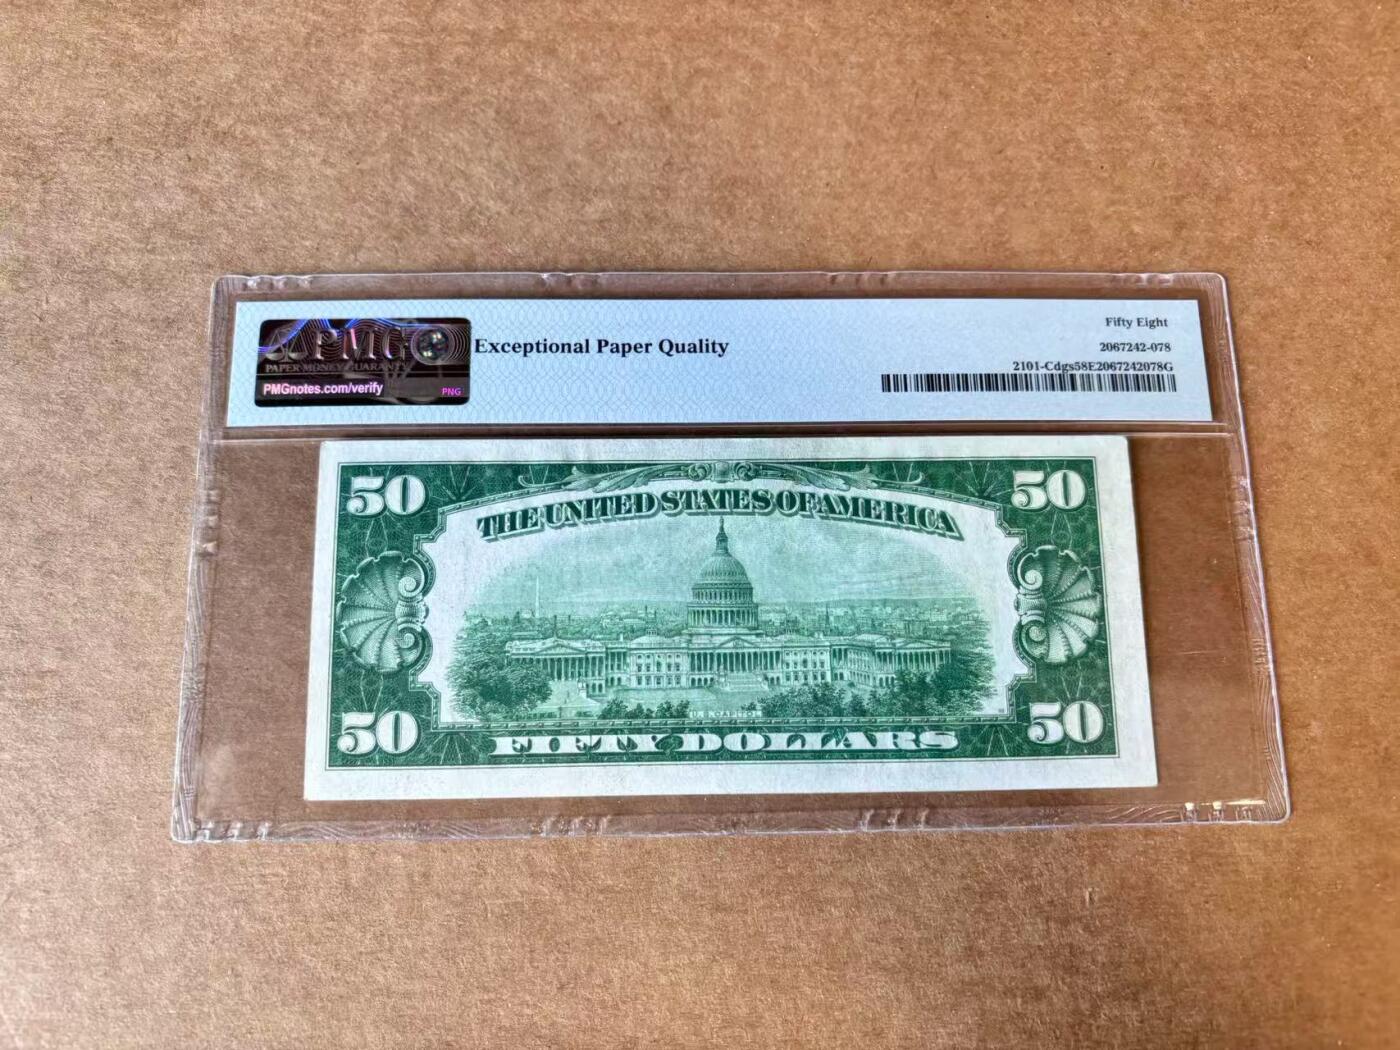 PMG
PAPER MONEY GUARANTY
PMGnotes.com/verify
PNG
Exceptional Paper Quality
Fifty Eight
2067242-078
2101-Cdgs58E2067242078G
50
50
THE UNITED STATES OF AMERICA
U. S. CAPITOL
50
50
FIFTY DOLLARS